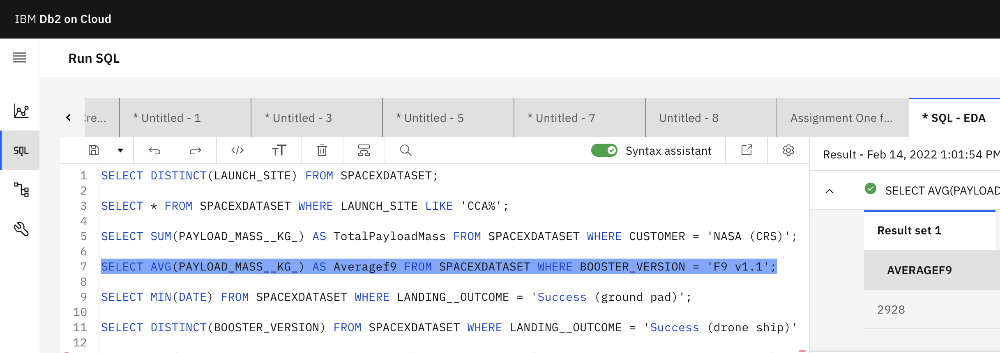 IBM Db2 on Cloud
Run SQL
re...
* Untitled - 1
* Untitled - 3
* Untitled - 5
* Untitled - 7
Untitled - 8
Assignment One f...
* SQL - EDA
SQL
</>
TT
Syntax assistant
Result - Feb 14, 2022 1:01:54 PM
1 SELECT DISTINCT(LAUNCH_SITE) FROM SPACEXDATASET;
2
3 SELECT * FROM SPACEXDATASET WHERE LAUNCH_SITE LIKE 'CCA%';
4
5 SELECT SUM(PAYLOAD_MASS__KG_) AS TotalPayloadMass FROM SPACEXDATASET WHERE CUSTOMER = 'NASA (CRS)';
6
7 SELECT AVG(PAYLOAD_MASS__KG_) AS Averagef9 FROM SPACEXDATASET WHERE BOOSTER_VERSION = 'F9 v1.1';
8
9 SELECT MIN(DATE) FROM SPACEXDATASET WHERE LANDING__OUTCOME = 'Success (ground pad)';
10
11 SELECT DISTINCT(BOOSTER_VERSION) FROM SPACEXDATASET WHERE LANDING__OUTCOME = 'Success (drone ship)'
12
SELECT AVG(PAYLOAD
Result set 1
AVERAGEF9
2928